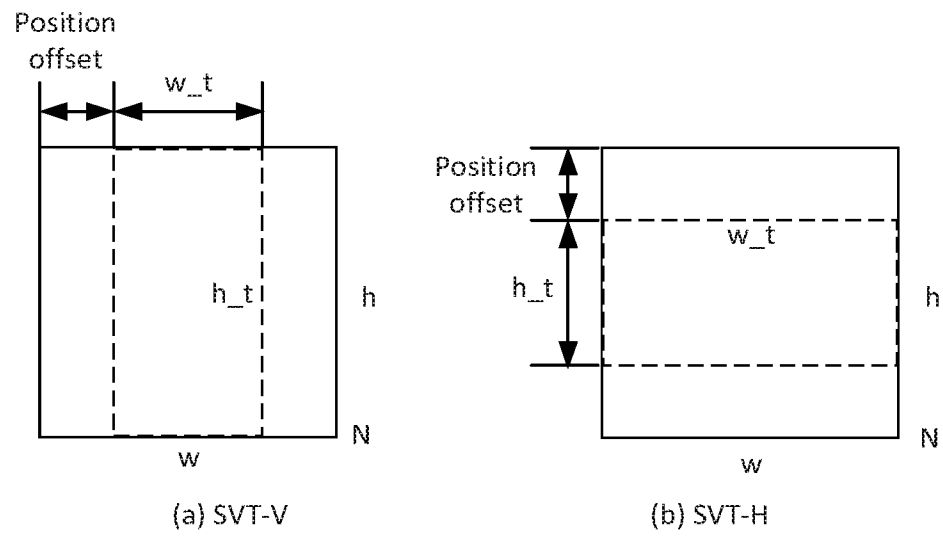 Position
offset
w_t
h_t
h
N
w
(a) SVT-V
Position
offset
w_t
h_t
h
N
w
(b) SVT-H